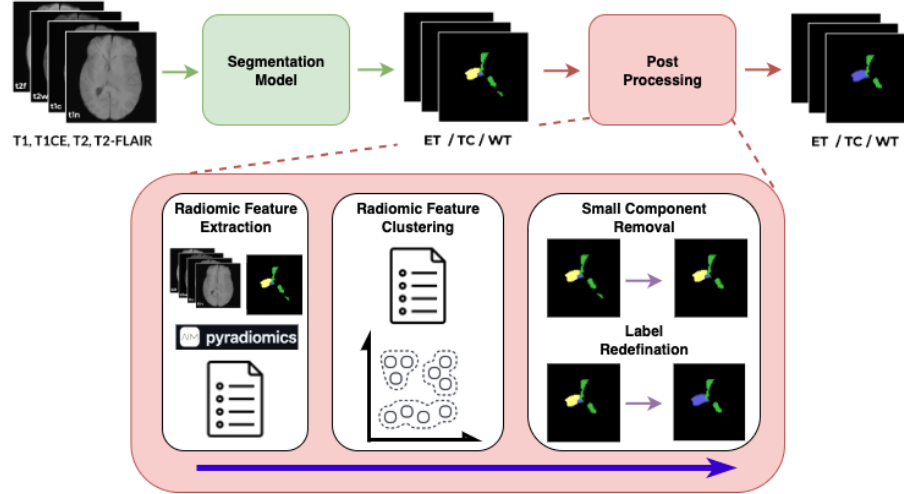 t2f
t2w
t1c
t1n
Segmentation
Model
Post
Processing
T1, T1CE, T2, T2-FLAIR
ET / TC / WT
ET / TC / WT
Radiomic Feature
Extraction
Radiomic Feature
Clustering
Small Component
Removal
AIM pyradiomics
Label
Redefination